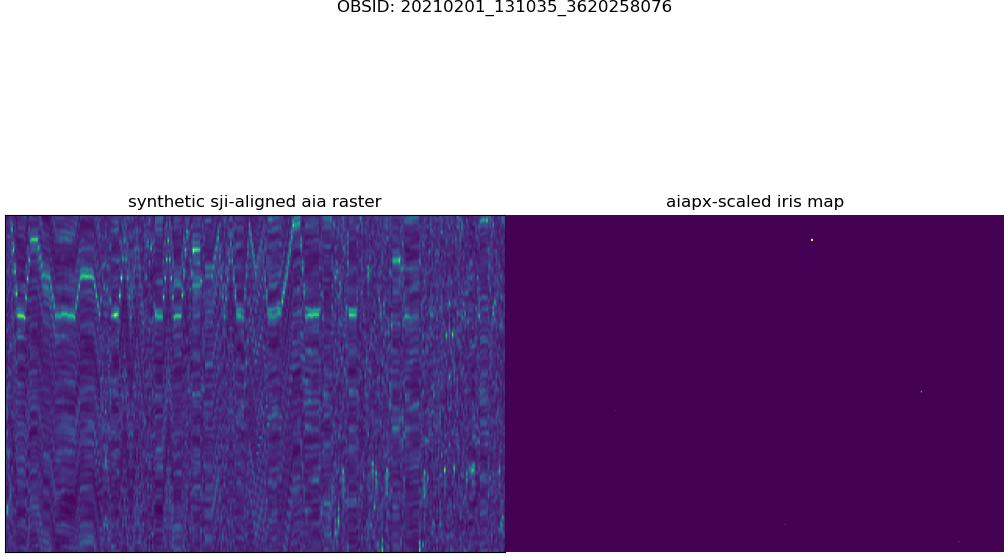 OBSID: 20210201_131035_3620258076
synthetic sji-aligned aia raster
aiapx-scaled iris map